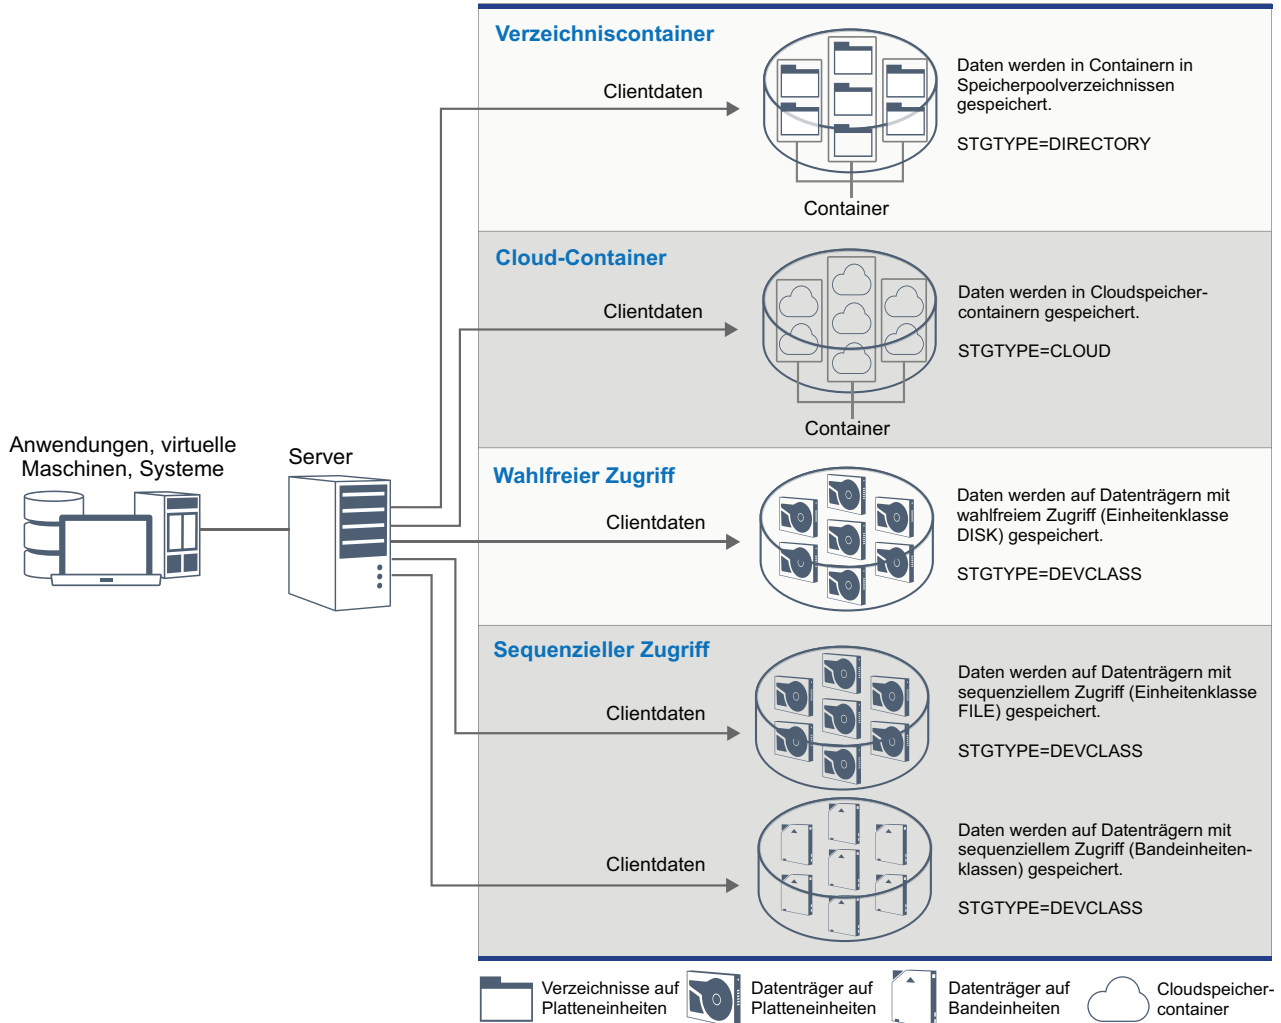 Verzeichniscontainer
Clientdaten
Daten werden in Containern in
Speicherpoolverzeichnissen
gespeichert.
STGTYPE=DIRECTORY
Container
Cloud-Container
Clientdaten
Daten werden in Cloudspeicher-
containern gespeichert.
STGTYPE=CLOUD
Container
Anwendungen, virtuelle
Maschinen, Systeme
Server
Wahlfreier Zugriff
Clientdaten
Daten werden auf Datenträgern mit
wahlfreiem Zugriff (Einheitenklasse
DISK) gespeichert.
STGTYPE=DEVCLASS
Sequenzieller Zugriff
Clientdaten
Daten werden auf Datenträgern mit
sequenziellem Zugriff (Einheitenklasse
FILE) gespeichert.
STGTYPE=DEVCLASS
Clientdaten
Daten werden auf Datenträgern mit
sequenziellem Zugriff (Bandeinheiten-
klassen) gespeichert.
STGTYPE=DEVCLASS
Verzeichnisse auf
Platteneinheiten
Datenträger auf
Platteneinheiten
Datenträger auf
Bandeinheiten
Cloudspeicher-
container